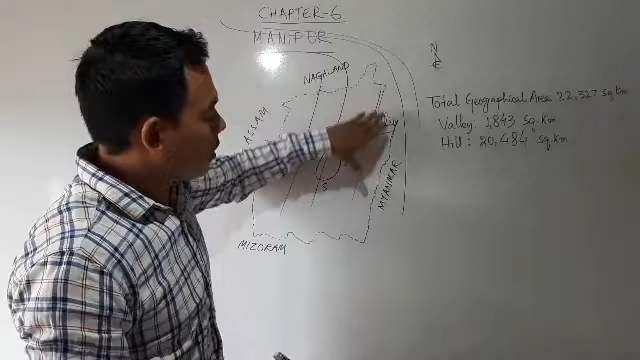 CHAPTER-6
MANIPUR
N
NAGALAND
Total Geographical Area 22,327 sq km
ASSAM
Valley: 1,843 sq. km
Hill : 20,484 sq. km
MYANMAR
S
MIZORAM